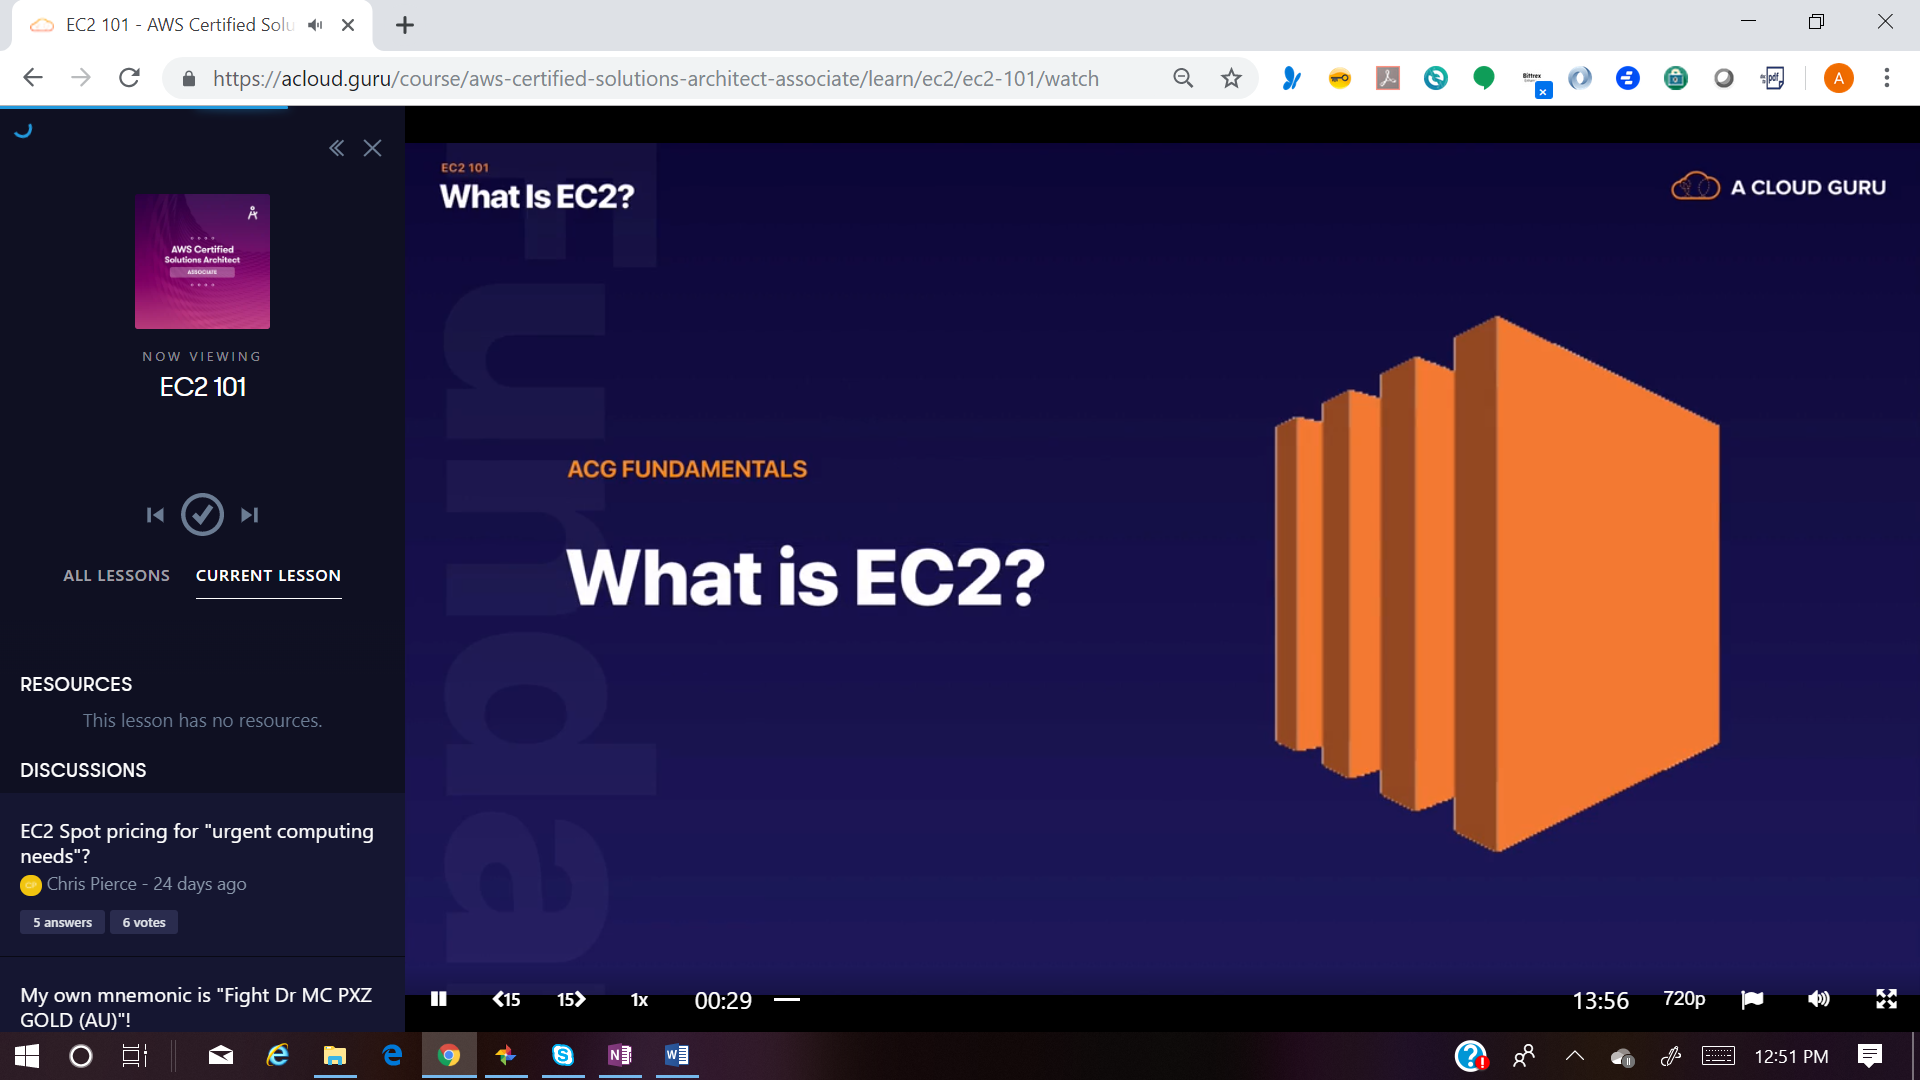 EC2 101 - AWS Certified Solu
https://acloud.guru/course/aws-certified-solutions-architect-associate/learn/ec2/ec2-101/watch
Bittrex
pdf
A
AWS Certified
Solutions Architect
ASSOCIATE
NOW VIEWING
EC2 101
ALL LESSONS
CURRENT LESSON
RESOURCES
This lesson has no resources.
DISCUSSIONS
EC2 Spot pricing for "urgent computing
needs"?
CP
Chris Pierce - 24 days ago
5 answers
6 votes
My own mnemonic is "Fight Dr MC PXZ
GOLD (AU)"!
EC2 101
What Is EC2?
A CLOUD GURU
Funda
ACG FUNDAMENTALS
What is EC2?
15
15
1x
00:29
13:56
720p
12:51 PM